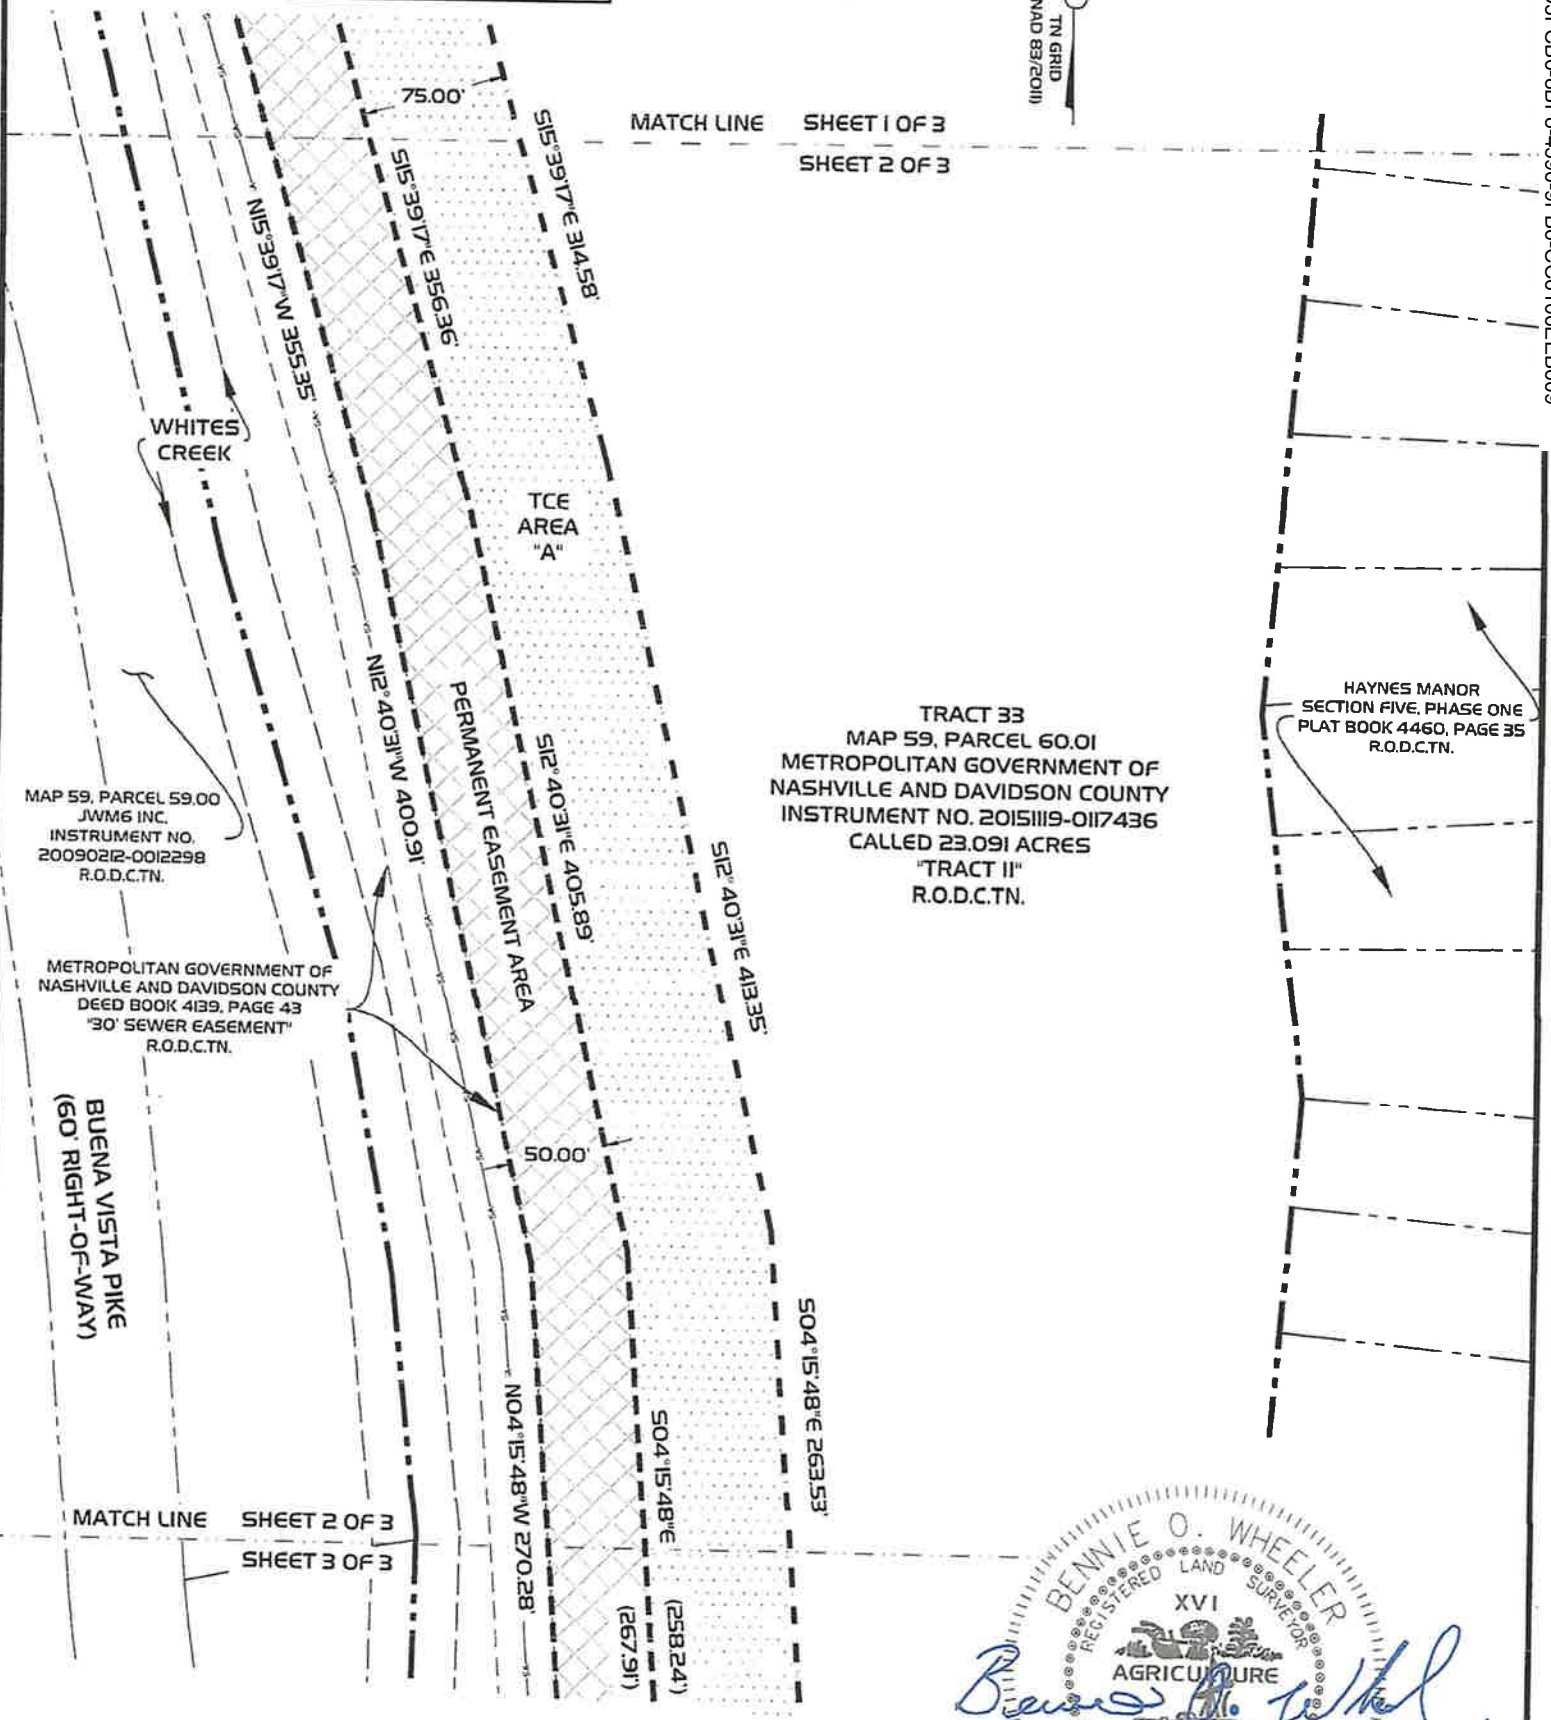 TN GRID
NAD 83/2011)
75.00'
MATCH LINE SHEET 1 OF 3
SHEET 2 OF 3
S15°39'17"E 314.58'
S15°39'17"E 356.36'
N15°39'17"W 355.35'
WHITES
CREEK
TCE
AREA
"A"
N12°40'31"W 400.91'
PERMANENT EASEMENT AREA
S12°40'31"E 405.89'
S12°40'31"E 413.35'
TRACT 33
MAP 59, PARCEL 60.01
METROPOLITAN GOVERNMENT OF
NASHVILLE AND DAVIDSON COUNTY
INSTRUMENT NO. 20151119-0117436
CALLED 23.091 ACRES
"TRACT II"
R.O.D.C.TN.
HAYNES MANOR
SECTION FIVE, PHASE ONE
PLAT BOOK 4460, PAGE 35
R.O.D.C.TN.
MAP 59, PARCEL 59.00
JWMG INC.
INSTRUMENT NO.
20090212-0012298
R.O.D.C.TN.
METROPOLITAN GOVERNMENT OF
NASHVILLE AND DAVIDSON COUNTY
DEED BOOK 4139, PAGE 43
"30' SEWER EASEMENT"
R.O.D.C.TN.
50.00'
BUENA VISTA PIKE
(60' RIGHT-OF-WAY)
S04°15'48"E 263.53'
S04°15'48"E
(258.24')
(267.91')
N04°15'48"W 270.28'
MATCH LINE SHEET 2 OF 3
SHEET 3 OF 3
BENNIE O. WHEELER
REGISTERED LAND SURVEYOR
XVI
AGRICULTURE